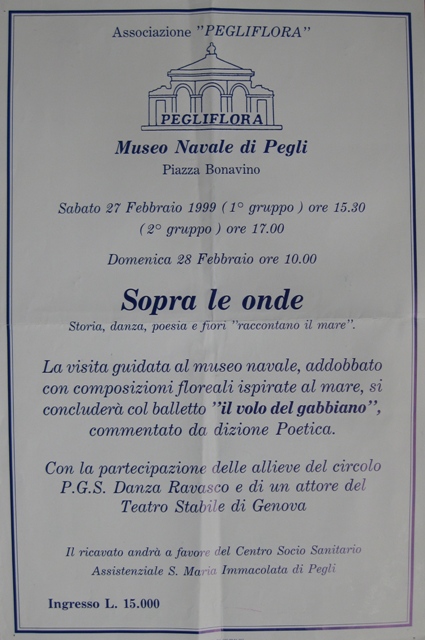 Associazione "PEGLIFLORA"
PEGLIFLORA
Museo Navale di Pegli
Piazza Bonavino
Sabato 27 Febbraio 1999 ( 1° gruppo ) ore 15.30
( 2° gruppo ) ore 17.00
Domenica 28 Febbraio ore 10.00
Sopra le onde
Storia, danza, poesia e fiori "raccontano il mare".
La visita guidata al museo navale, addobbato
con composizioni floreali ispirate al mare, si
concluderà col balletto "il volo del gabbiano",
commentato da dizione Poetica.
Con la partecipazione delle allieve del circolo
P.G.S. Danza Ravasco e di un attore del
Teatro Stabile di Genova
Il ricavato andrà a favore del Centro Socio Sanitario
Assistenziale S. Maria Immacolata di Pegli
Ingresso L. 15.000